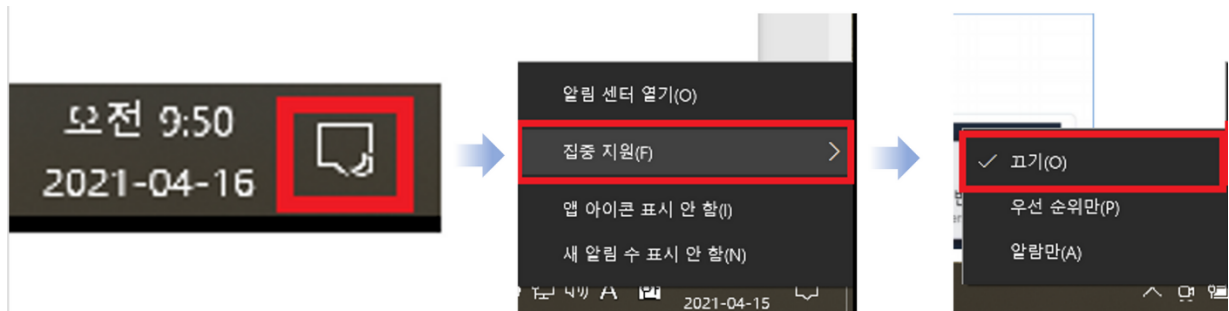 오전 9:50
2021-04-16
알림 센터 열기(O)
집중 지원(F)
앱 아이콘 표시 안 함(I)
새 알림 수 표시 안 함(N)
A
2021-04-15
끄기(O)
우선 순위만(P)
알람만(A)